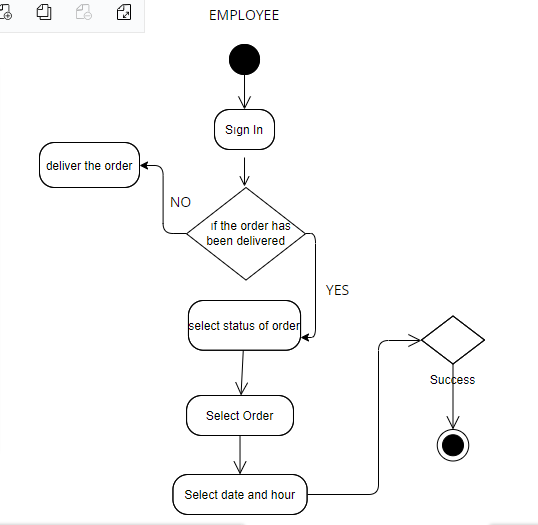 EMPLOYEE
Sign In
deliver the order
NO
if the order has
been delivered
YES
select status of order
Success
Select Order
Select date and hour